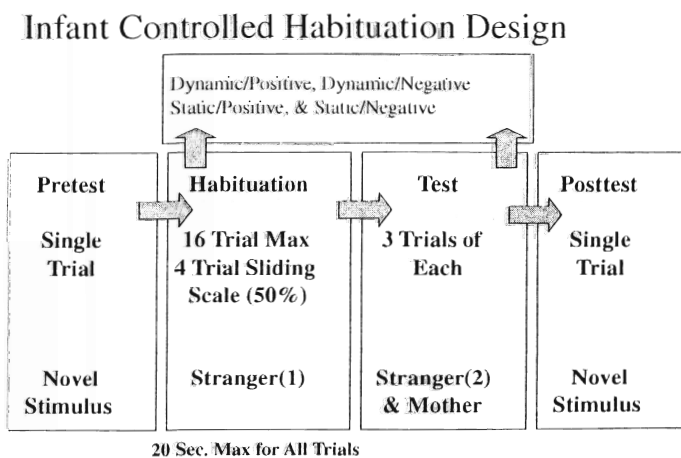 Infant Controlled Habituation Design
Dynamic/Positive, Dynamic/Negative
Static/Positive, & Static/Negative
Pretest
Single
Trial
Novel
Stimulus
Habituation
16 Trial Max
4 Trial Sliding
Scale (50%)
Stranger(1)
Test
3 Trials of
Each
Stranger(2)
& Mother
Posttest
Single
Trial
Novel
Stimulus
20 Sec. Max for All Trials